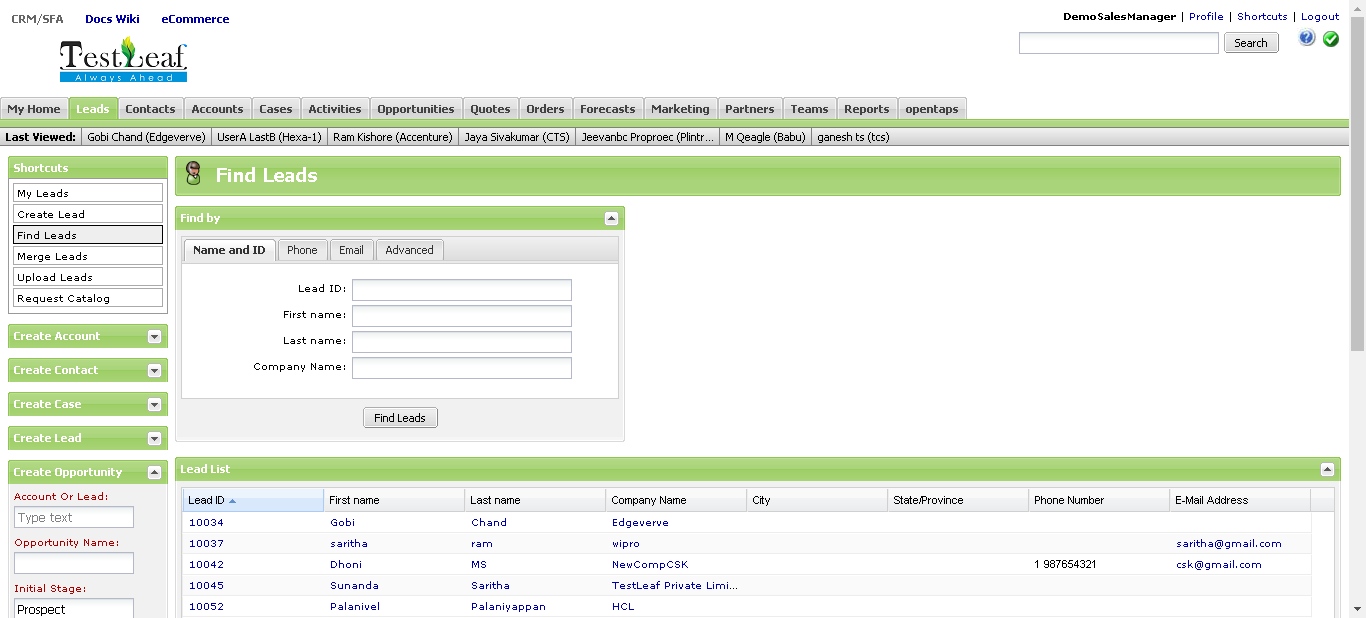 CRM/SFA Docs Wiki eCommerce
DemoSalesManager | Profile | Shortcuts | Logout
Search
TestLeaf
Always Ahead
My Home Leads Contacts Accounts Cases Activities Opportunities Quotes Orders Forecasts Marketing Partners Teams Reports opentaps
Last Viewed: Gobi Chand (Edgeverve) UserA LastB (Hexa-1) Ram Kishore (Accenture) Jaya Sivakumar (CTS) Jeevanbc Proproec (Plintr... M Qeagle (Babu) ganesh ts (tcs)
Shortcuts
My Leads
Create Lead
Find Leads
Merge Leads
Upload Leads
Request Catalog
Create Account
Create Contact
Create Case
Create Lead
Create Opportunity
Account Or Lead:
Type text
Opportunity Name:
Initial Stage:
Prospect
Find Leads
Find by
Name and ID Phone Email Advanced
Lead ID:
First name:
Last name:
Company Name:
Find Leads
Lead List
Lead ID First name Last name Company Name City State/Province Phone Number E-Mail Address
10034 Gobi Chand Edgeverve
10037 saritha ram wipro saritha@gmail.com
10042 Dhoni MS NewCompCSK 1 987654321 csk@gmail.com
10045 Sunanda Saritha TestLeaf Private Limi...
10052 Palanivel Palaniyappan HCL